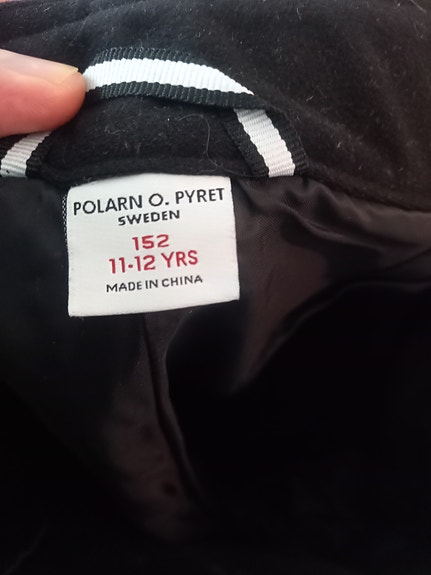 POLARN O. PYRET
SWEDEN
152
11-12 YRS
MADE IN CHINA